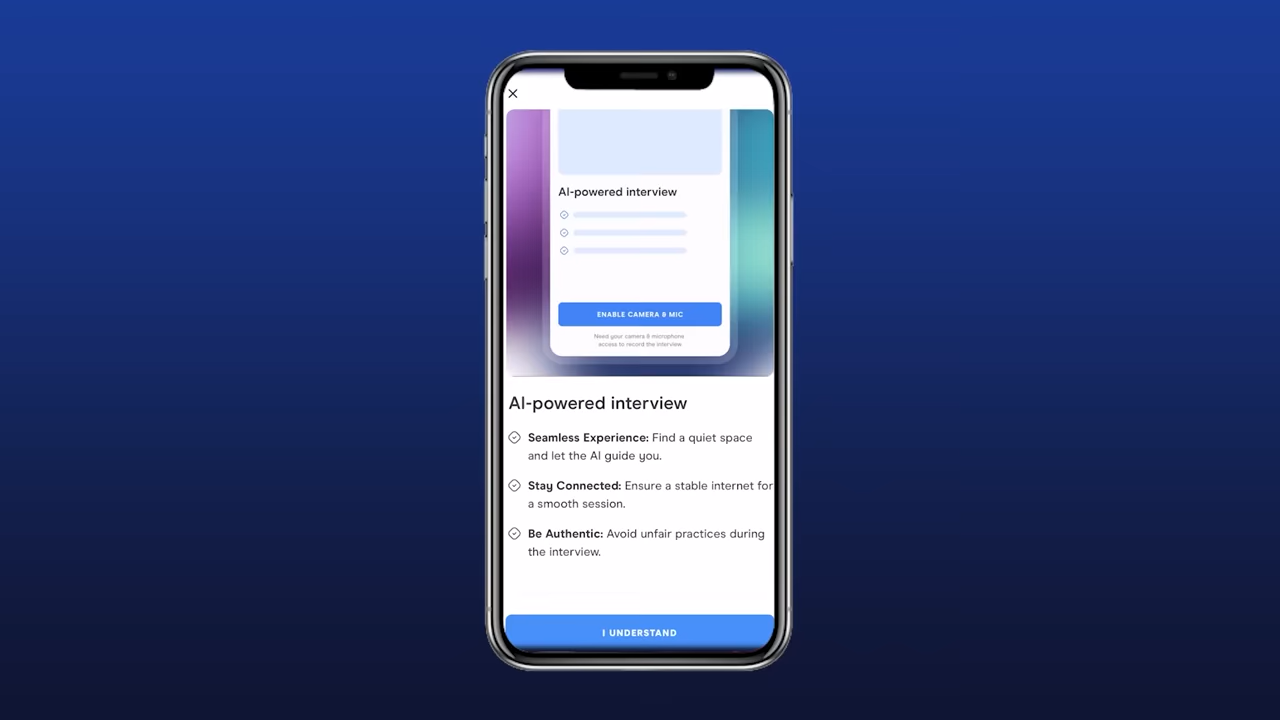 AI-powered interview
ENABLE CAMERA & MIC
Need your camera & microphone
access to record the interview
AI-powered interview
Seamless Experience: Find a quiet space
and let the AI guide you.
Stay Connected: Ensure a stable internet for
a smooth session.
Be Authentic: Avoid unfair practices during
the interview.
I UNDERSTAND